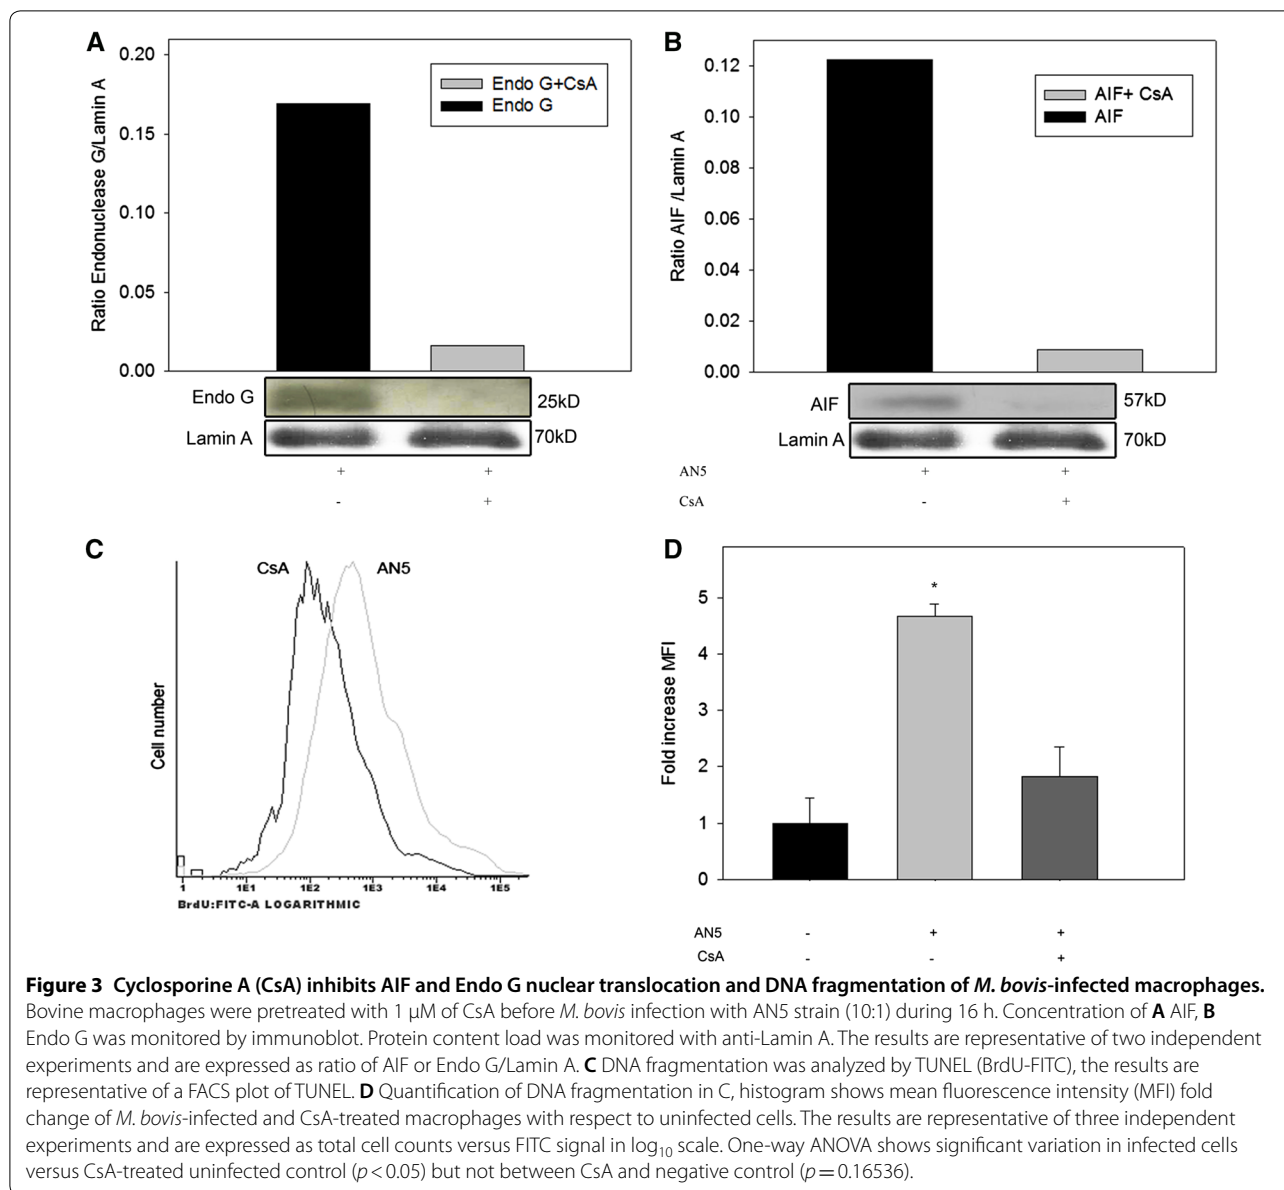 A
0.20
0.15
0.10
0.05
0.00
Ratio Endonuclease G/Lamin A
Endo G+CsA
Endo G
Endo G
25kD
Lamin A
70kD
+ +
- +
B
0.12
0.10
0.08
0.06
0.04
0.02
0.00
Ratio AIF /Lamin A
AIF+ CsA
AIF
AIF
57kD
Lamin A
70kD
AN5 + +
CsA - +
C
CsA AN5
Cell number
1 1E1 1E2 1E3 1E4 1E5
BrdU:FITC-A LOGARITHMIC
D
5
4
3
2
1
0
Fold increase MFI
*
AN5 - + +
CsA - - +
Figure 3 Cyclosporine A (CsA) inhibits AIF and Endo G nuclear translocation and DNA fragmentation of M. bovis-infected macrophages.
Bovine macrophages were pretreated with 1 µM of CsA before M. bovis infection with AN5 strain (10:1) during 16 h. Concentration of A AIF, B
Endo G was monitored by immunoblot. Protein content load was monitored with anti-Lamin A. The results are representative of two independent
experiments and are expressed as ratio of AIF or Endo G/Lamin A. C DNA fragmentation was analyzed by TUNEL (BrdU-FITC), the results are
representative of a FACS plot of TUNEL. D Quantification of DNA fragmentation in C, histogram shows mean fluorescence intensity (MFI) fold
change of M. bovis-infected and CsA-treated macrophages with respect to uninfected cells. The results are representative of three independent
experiments and are expressed as total cell counts versus FITC signal in log10 scale. One-way ANOVA shows significant variation in infected cells
versus CsA-treated uninfected control (p < 0.05) but not between CsA and negative control (p = 0.16536).